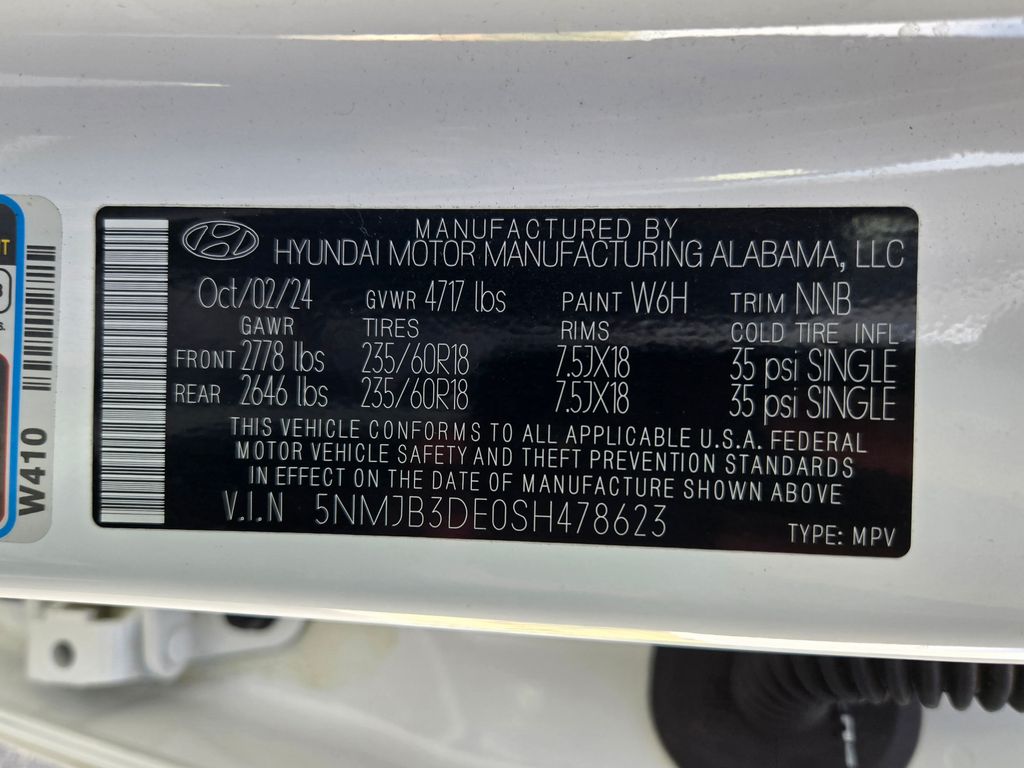 MANUFACTURED BY
HYUNDAI MOTOR MANUFACTURING ALABAMA, LLC
Oct/02/24 GVWR 4717 lbs PAINT W6H TRIM NNB
GAWR TIRES RIMS COLD TIRE INFL
FRONT 2778 lbs 235/60R18 7.5JX18 35 psi SINGLE
REAR 2646 lbs 235/60R18 7.5JX18 35 psi SINGLE
THIS VEHICLE CONFORMS TO ALL APPLICABLE U.S.A. FEDERAL
MOTOR VEHICLE SAFETY AND THEFT PREVENTION STANDARDS
IN EFFECT ON THE DATE OF MANUFACTURE SHOWN ABOVE
V.I.N 5NMJB3DE0SH478623
TYPE: MPV
W410